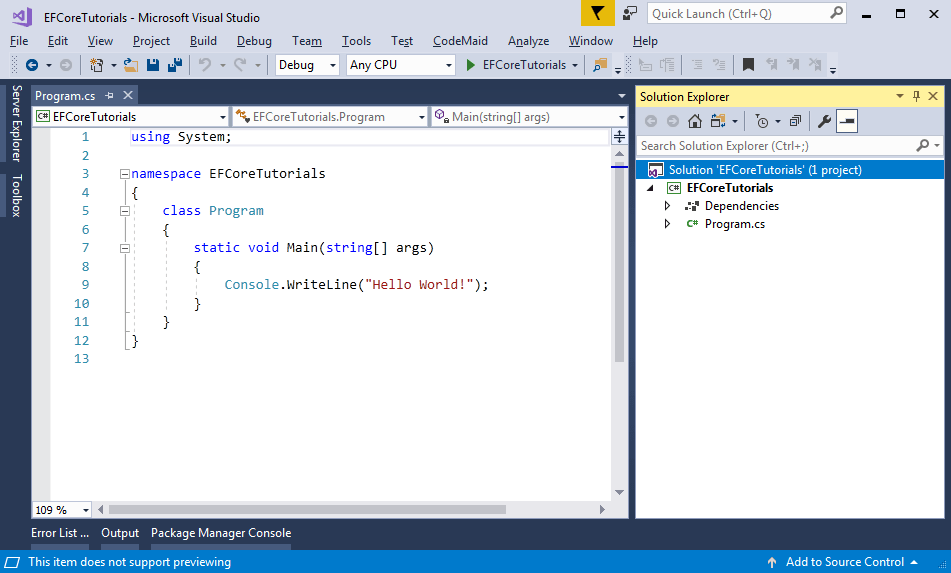 EFCoreTutorials - Microsoft Visual Studio
Quick Launch (Ctrl+Q)
File Edit View Project Build Debug Team Tools Test CodeMaid Analyze Window Help
Debug Any CPU EFCoreTutorials
Server Explorer
Toolbox
Program.cs
C# EFCoreTutorials EFCoreTutorials.Program Main(string[] args)
1 using System;
2
3 namespace EFCoreTutorials
4 {
5 class Program
6 {
7 static void Main(string[] args)
8 {
9 Console.WriteLine("Hello World!");
10 }
11 }
12 }
13
109 %
Solution Explorer
Search Solution Explorer (Ctrl+;)
Solution 'EFCoreTutorials' (1 project)
C# EFCoreTutorials
Dependencies
C# Program.cs
Error List ... Output Package Manager Console
This item does not support previewing
Add to Source Control